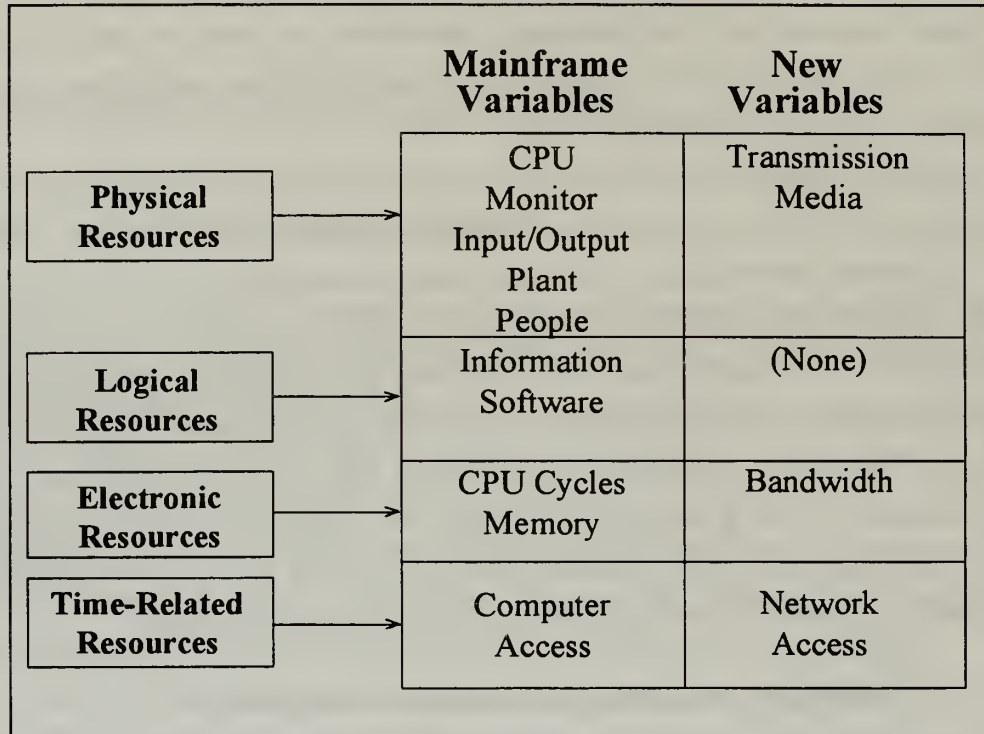 Mainframe Variables
New Variables
Physical Resources
CPU
Monitor
Input/Output
Plant
People
Transmission Media
Logical Resources
Information
Software
(None)
Electronic Resources
CPU Cycles
Memory
Bandwidth
Time-Related Resources
Computer Access
Network Access